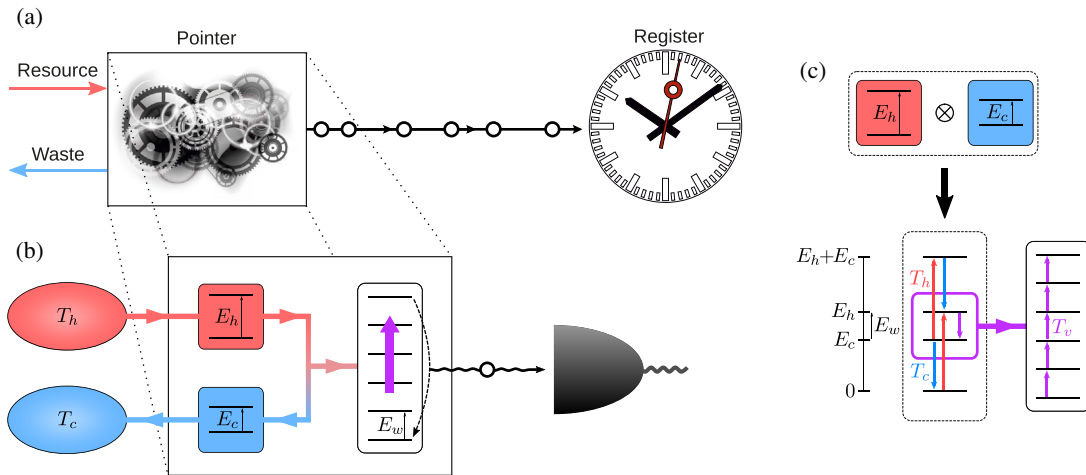 (a)
Pointer
Register
Resource
Waste
(b)
T_h
E_h
T_c
E_c
E_w
(c)
E_h
⊗
E_c
E_h+E_c
E_h
E_w
E_c
0
T_h
T_c
T_v